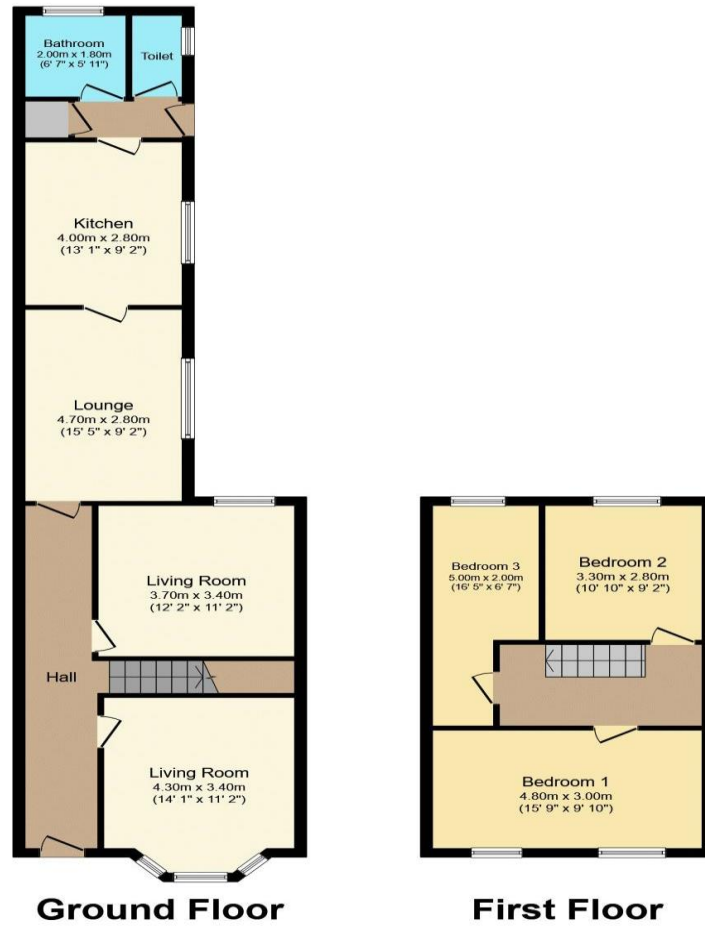 Bathroom
2.00m x 1.80m
(6' 7" x 5' 11")
Toilet
Kitchen
4.00m x 2.80m
(13' 1" x 9' 2")
Lounge
4.70m x 2.80m
(15' 5" x 9' 2")
Living Room
3.70m x 3.40m
(12' 2" x 11' 2")
Hall
Living Room
4.30m x 3.40m
(14' 1" x 11' 2")
Ground Floor
Bedroom 3
5.00m x 2.00m
(16' 5" x 6' 7")
Bedroom 2
3.30m x 2.80m
(10' 10" x 9' 2")
Bedroom 1
4.80m x 3.00m
(15' 9" x 9' 10")
First Floor